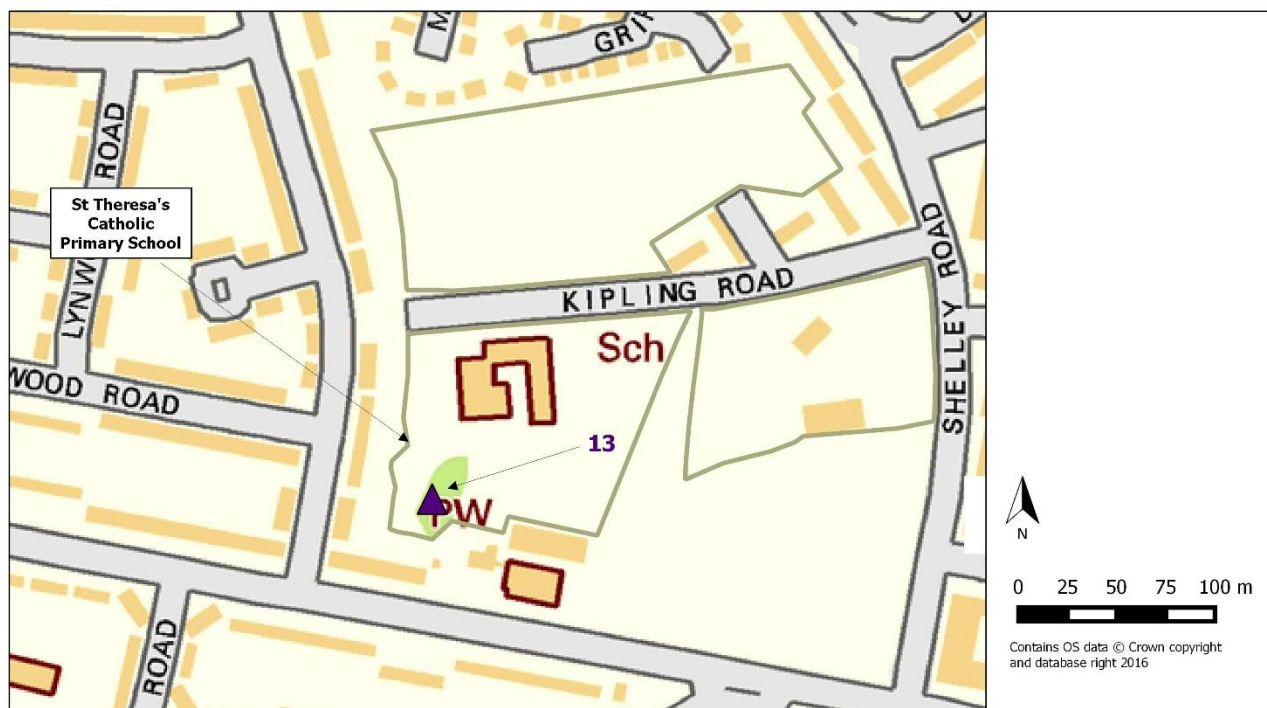 GRI
LYNW ROAD
St Theresa's
Catholic
Primary School
KIPLING ROAD
SHELLEY ROAD
Sch
WOOD ROAD
13
PW
ROAD
N
0 25 50 75 100 m
Contains OS data © Crown copyright
and database right 2016